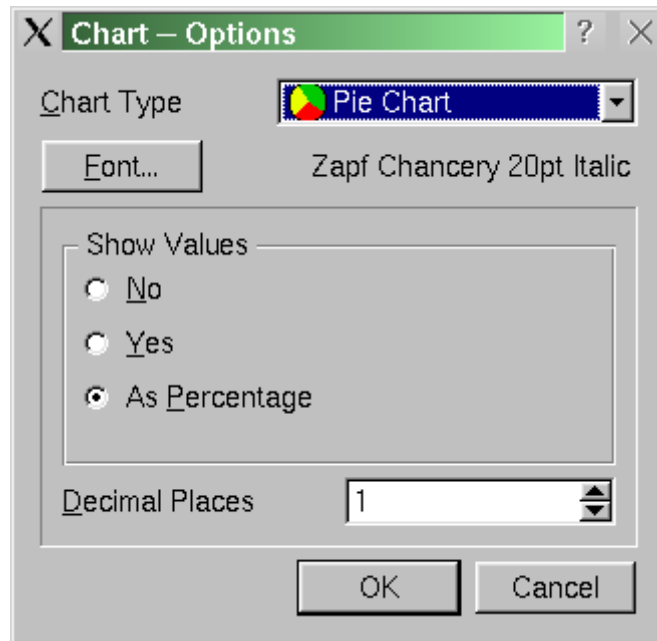 Chart – Options ?
Chart Type Pie Chart
Font... Zapf Chancery 20pt Italic
Show Values
No
Yes
As Percentage
Decimal Places 1
OK Cancel